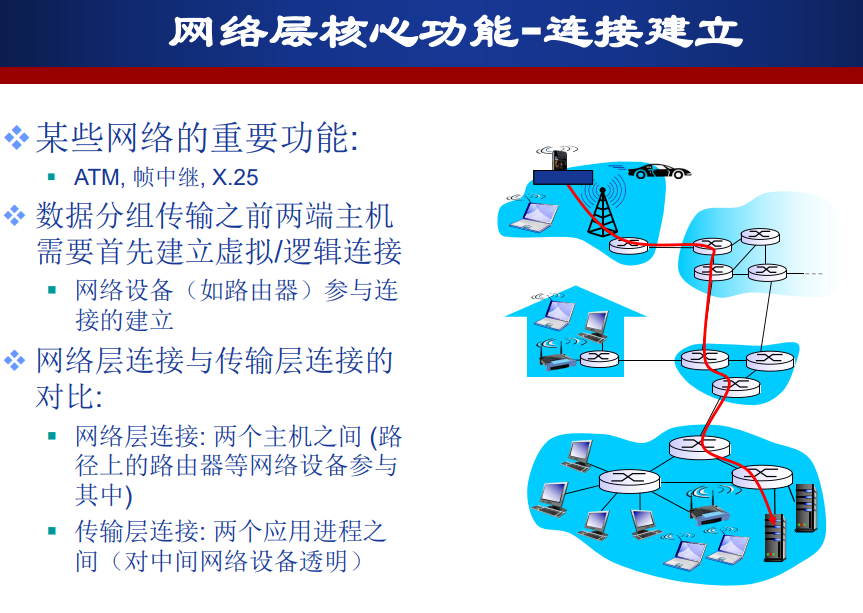 网络层核心功能-连接建立
某些网络的重要功能:
ATM, 帧中继, X.25
数据分组传输之前两端主机
需要首先建立虚拟/逻辑连接
网络设备（如路由器）参与连
接的建立
网络层连接与传输层连接的
对比:
网络层连接: 两个主机之间 (路
径上的路由器等网络设备参与
其中)
传输层连接: 两个应用进程之
间（对中间网络设备透明）